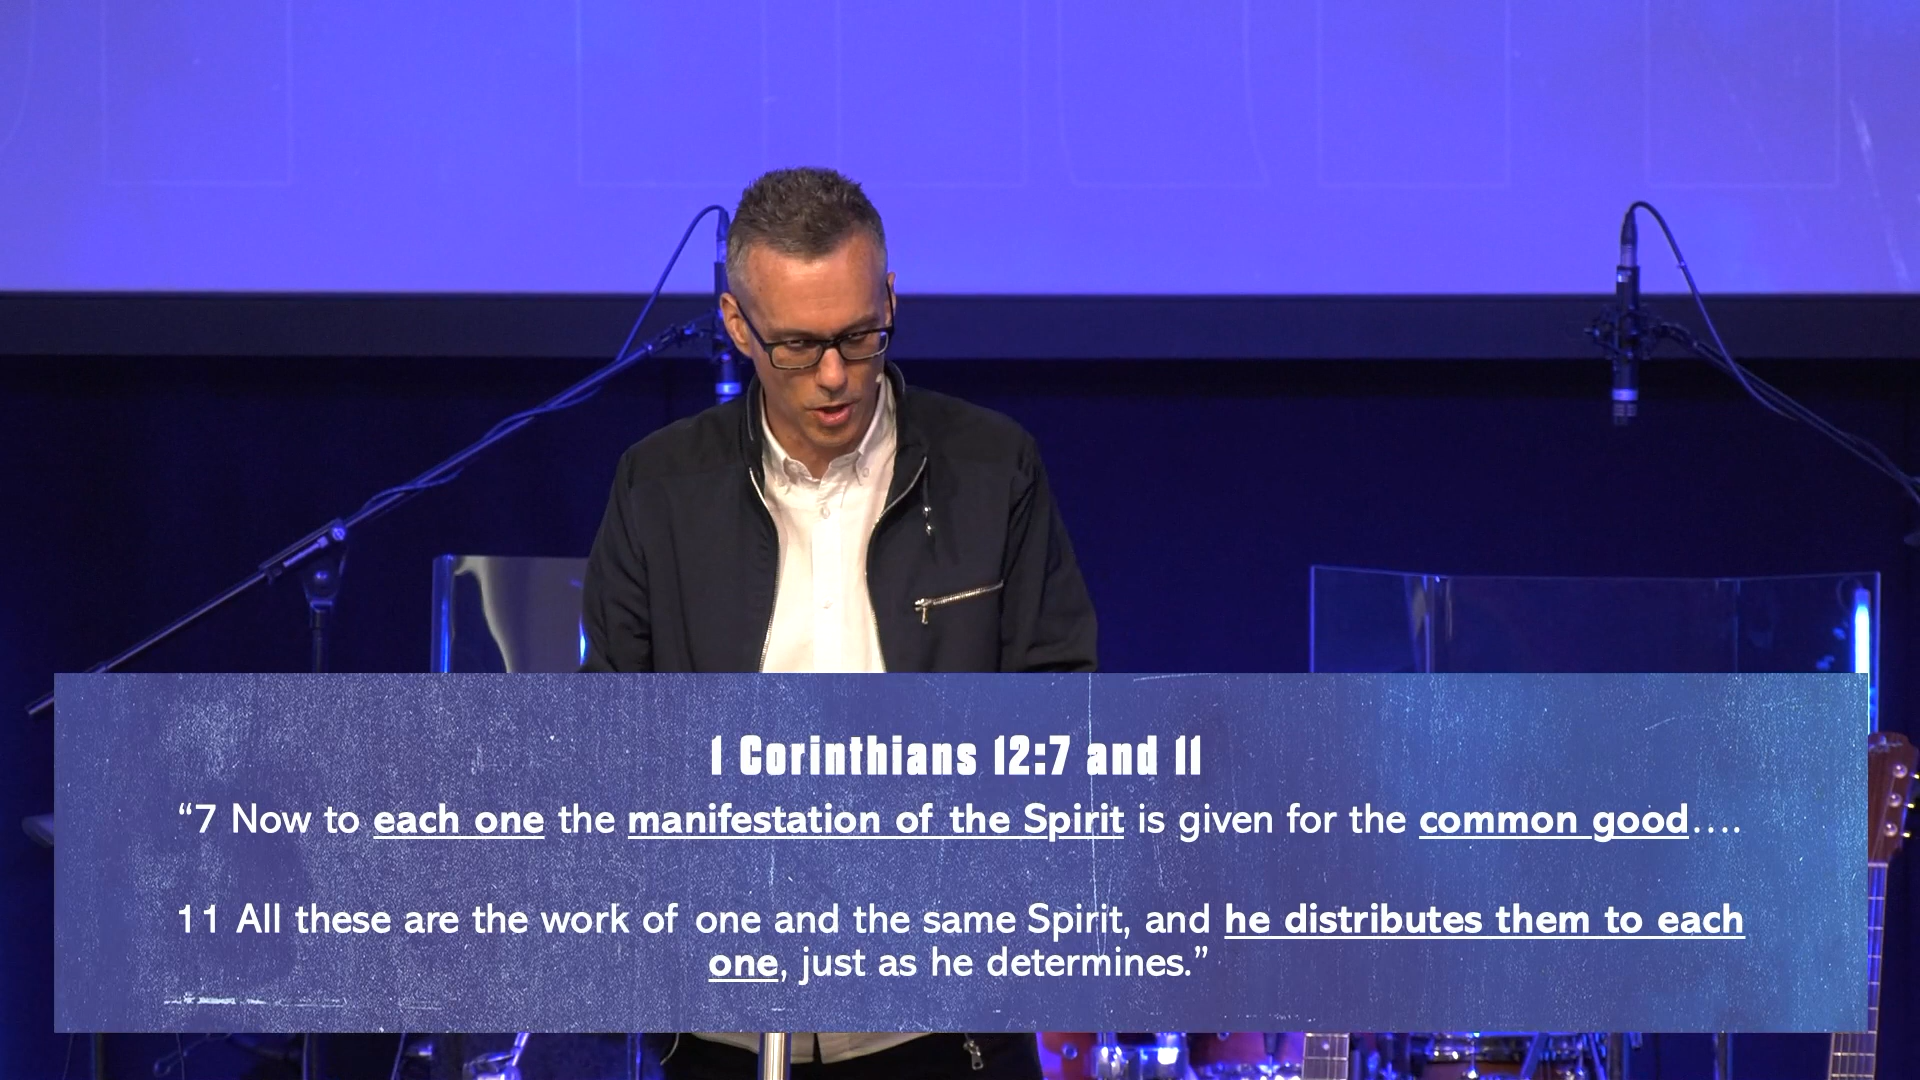 1 Corinthians 12:7 and 11
“7 Now to each one the manifestation of the Spirit is given for the common good….
11 All these are the work of one and the same Spirit, and he distributes them to each
one, just as he determines.”